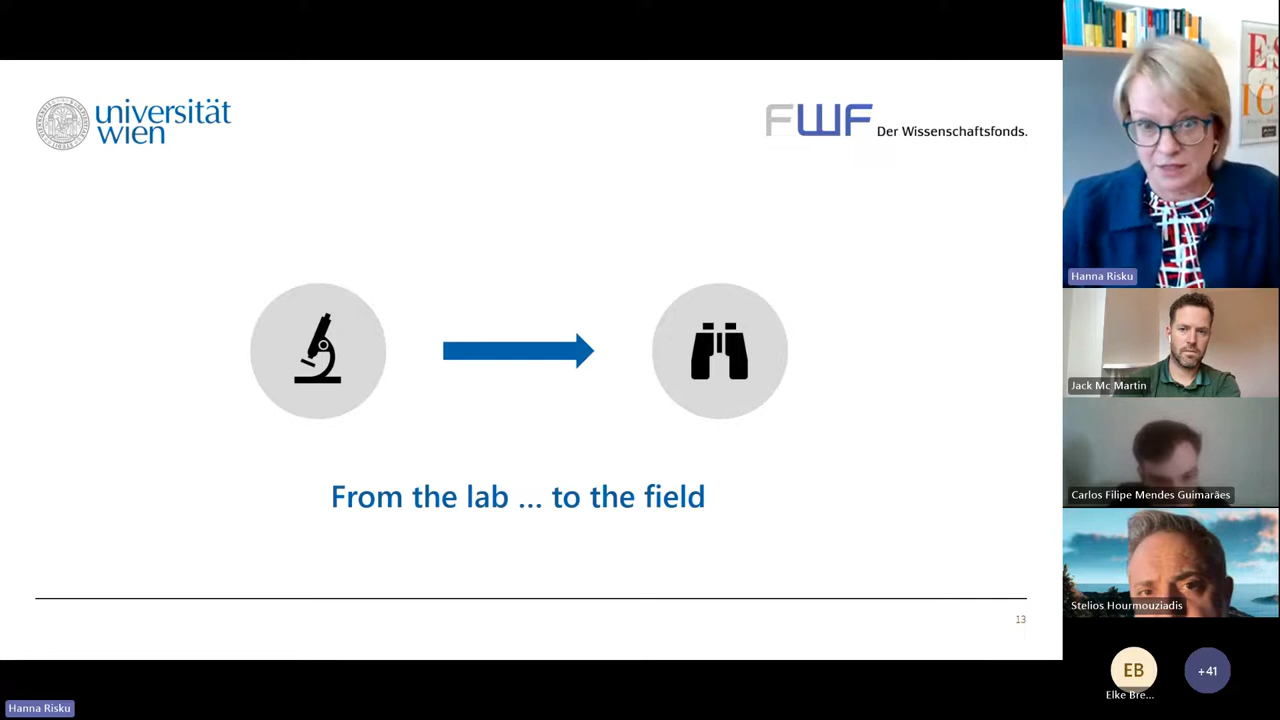 universität
wien
FWF Der Wissenschaftsfonds.
From the lab ... to the field
13
Hanna Risku
Jack Mc Martin
Carlos Filipe Mendes Guimarães
Stelios Hourmouziadis
EB
+41
Elke Bre...
Hanna Risku